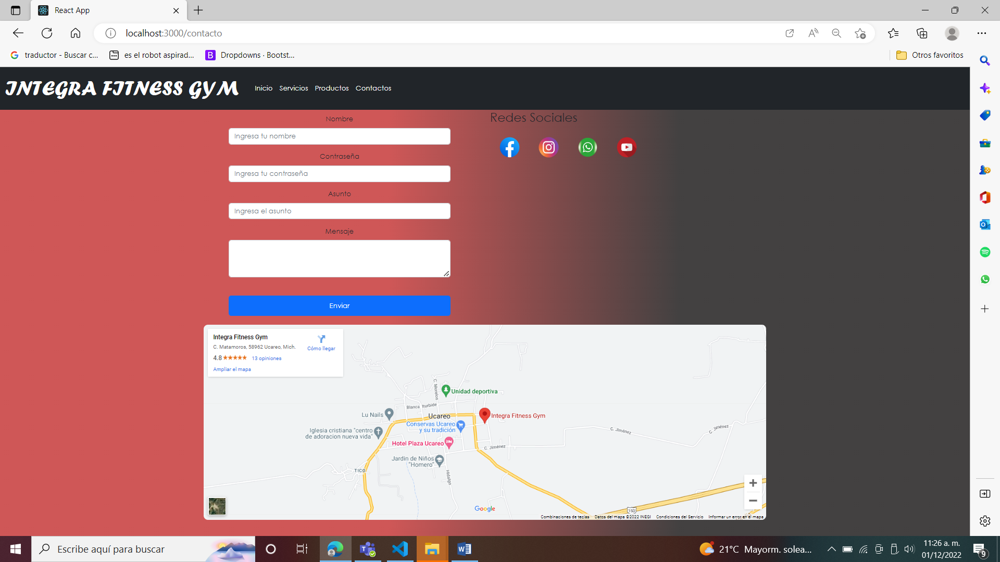 React App
localhost:3000/contacto
traductor - Buscar c...
es el robot aspirad...
Dropdowns · Bootst...
Otros favoritos
INTEGRA FITNESS GYM
Inicio
Servicios
Productos
Contactos
Nombre
Ingresa tu nombre
Contraseña
Ingresa tu contraseña
Asunto
Ingresa el asunto
Mensaje
Enviar
Redes Sociales
Integra Fitness Gym
C. Matamoros, 58962 Ucareo, Mich.
4.8
13 opiniones
Ampliar el mapa
Cómo llegar
C. Morelos
Unidad deportiva
Blanca Iturbide
Lu Nails
Ucareo
Integra Fitness Gym
Conservas Ucareo
y su tradición
Iglesia cristiana "centro
de adoracion nueva vida"
C. Jiménez
C. Jiménez
Hotel Plaza Ucareo
C. Jiménez
Jardin de Niños
"Homero"
TICO
Hidalgo
Google
15D
Combinaciones de teclas
Datos del mapa ©2022 INEGI
Condiciones del Servicio
Informar un error en el mapa
Escribe aquí para buscar
21°C Mayorm. solea...
11:26 a. m.
01/12/2022
9